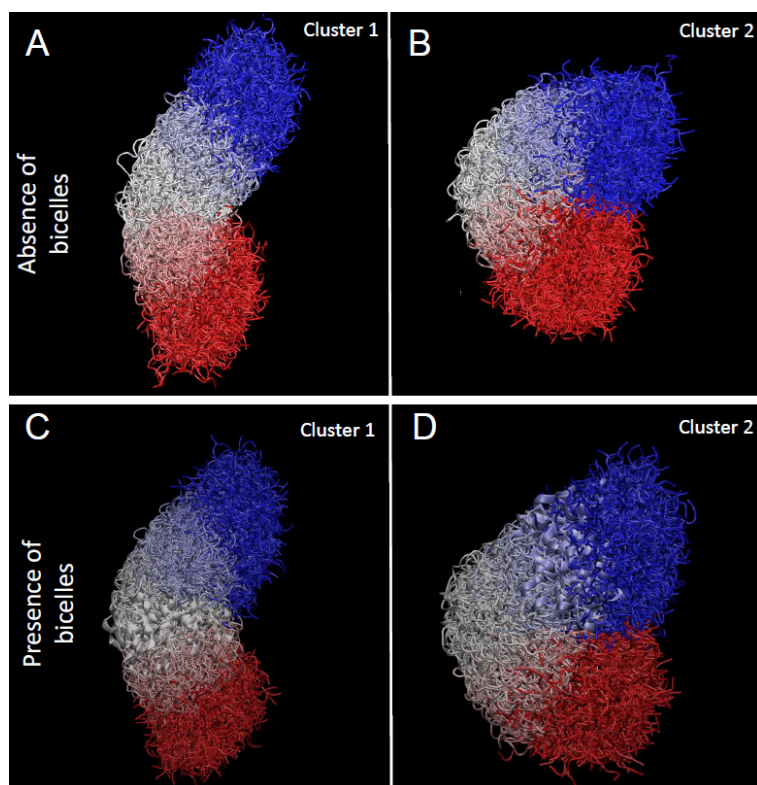 A
Cluster 1
B
Cluster 2
Absence of
bicelles
C
Cluster 1
D
Cluster 2
Presence of
bicelles